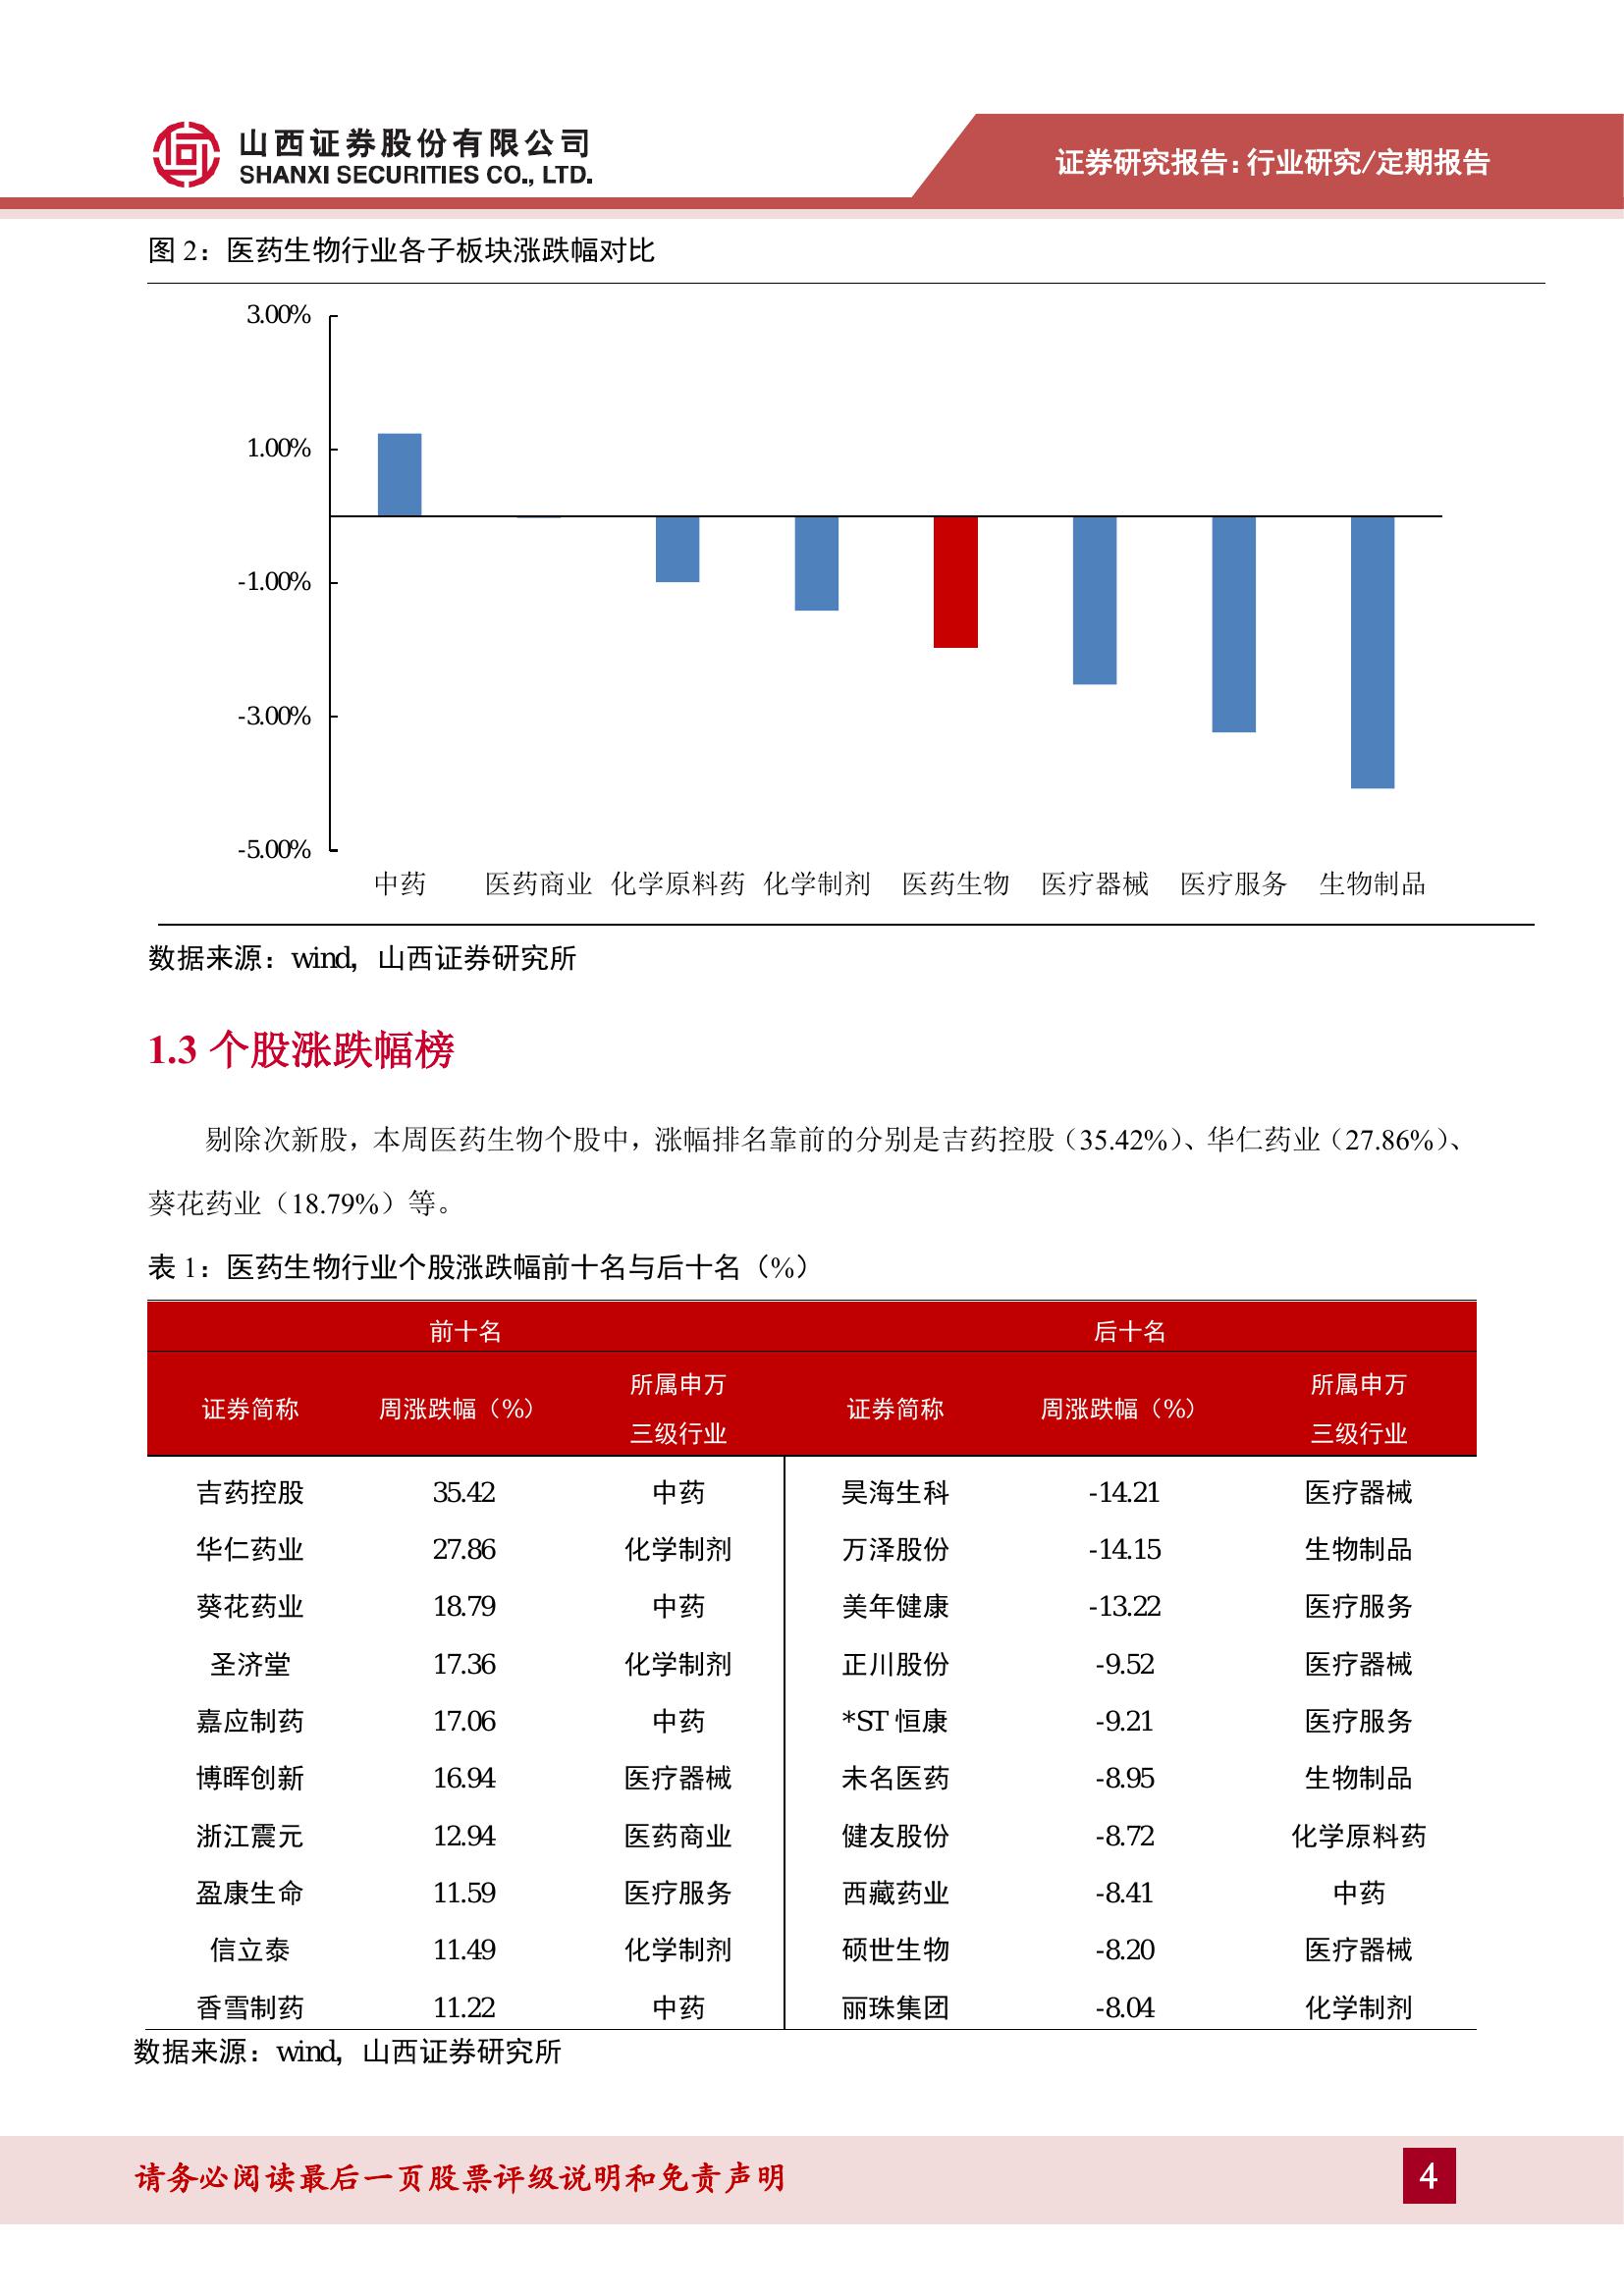 山西证券股份有限公司
SHANXI SECURITIES CO., LTD.
证券研究报告：行业研究/定期报告
图 2：医药生物行业各子板块涨跌幅对比
3.00%
1.00%
-1.00%
-3.00%
-5.00%
中药 医药商业 化学原料药 化学制剂 医药生物 医疗器械 医疗服务 生物制品
数据来源：wind，山西证券研究所
1.3 个股涨跌幅榜
剔除次新股，本周医药生物个股中，涨幅排名靠前的分别是吉药控股（35.42%）、华仁药业（27.86%）、
葵花药业（18.79%）等。
表 1：医药生物行业个股涨跌幅前十名与后十名（%）
前十名 后十名
证券简称 周涨跌幅（%） 所属申万三级行业 证券简称 周涨跌幅（%） 所属申万三级行业
吉药控股 35.42 中药 昊海生科 -14.21 医疗器械
华仁药业 27.86 化学制剂 万泽股份 -14.15 生物制品
葵花药业 18.79 中药 美年健康 -13.22 医疗服务
圣济堂 17.36 化学制剂 正川股份 -9.52 医疗器械
嘉应制药 17.06 中药 *ST 恒康 -9.21 医疗服务
博晖创新 16.94 医疗器械 未名医药 -8.95 生物制品
浙江震元 12.94 医药商业 健友股份 -8.72 化学原料药
盈康生命 11.59 医疗服务 西藏药业 -8.41 中药
信立泰 11.49 化学制剂 硕世生物 -8.20 医疗器械
香雪制药 11.22 中药 丽珠集团 -8.04 化学制剂
数据来源：wind，山西证券研究所
请务必阅读最后一页股票评级说明和免责声明
4